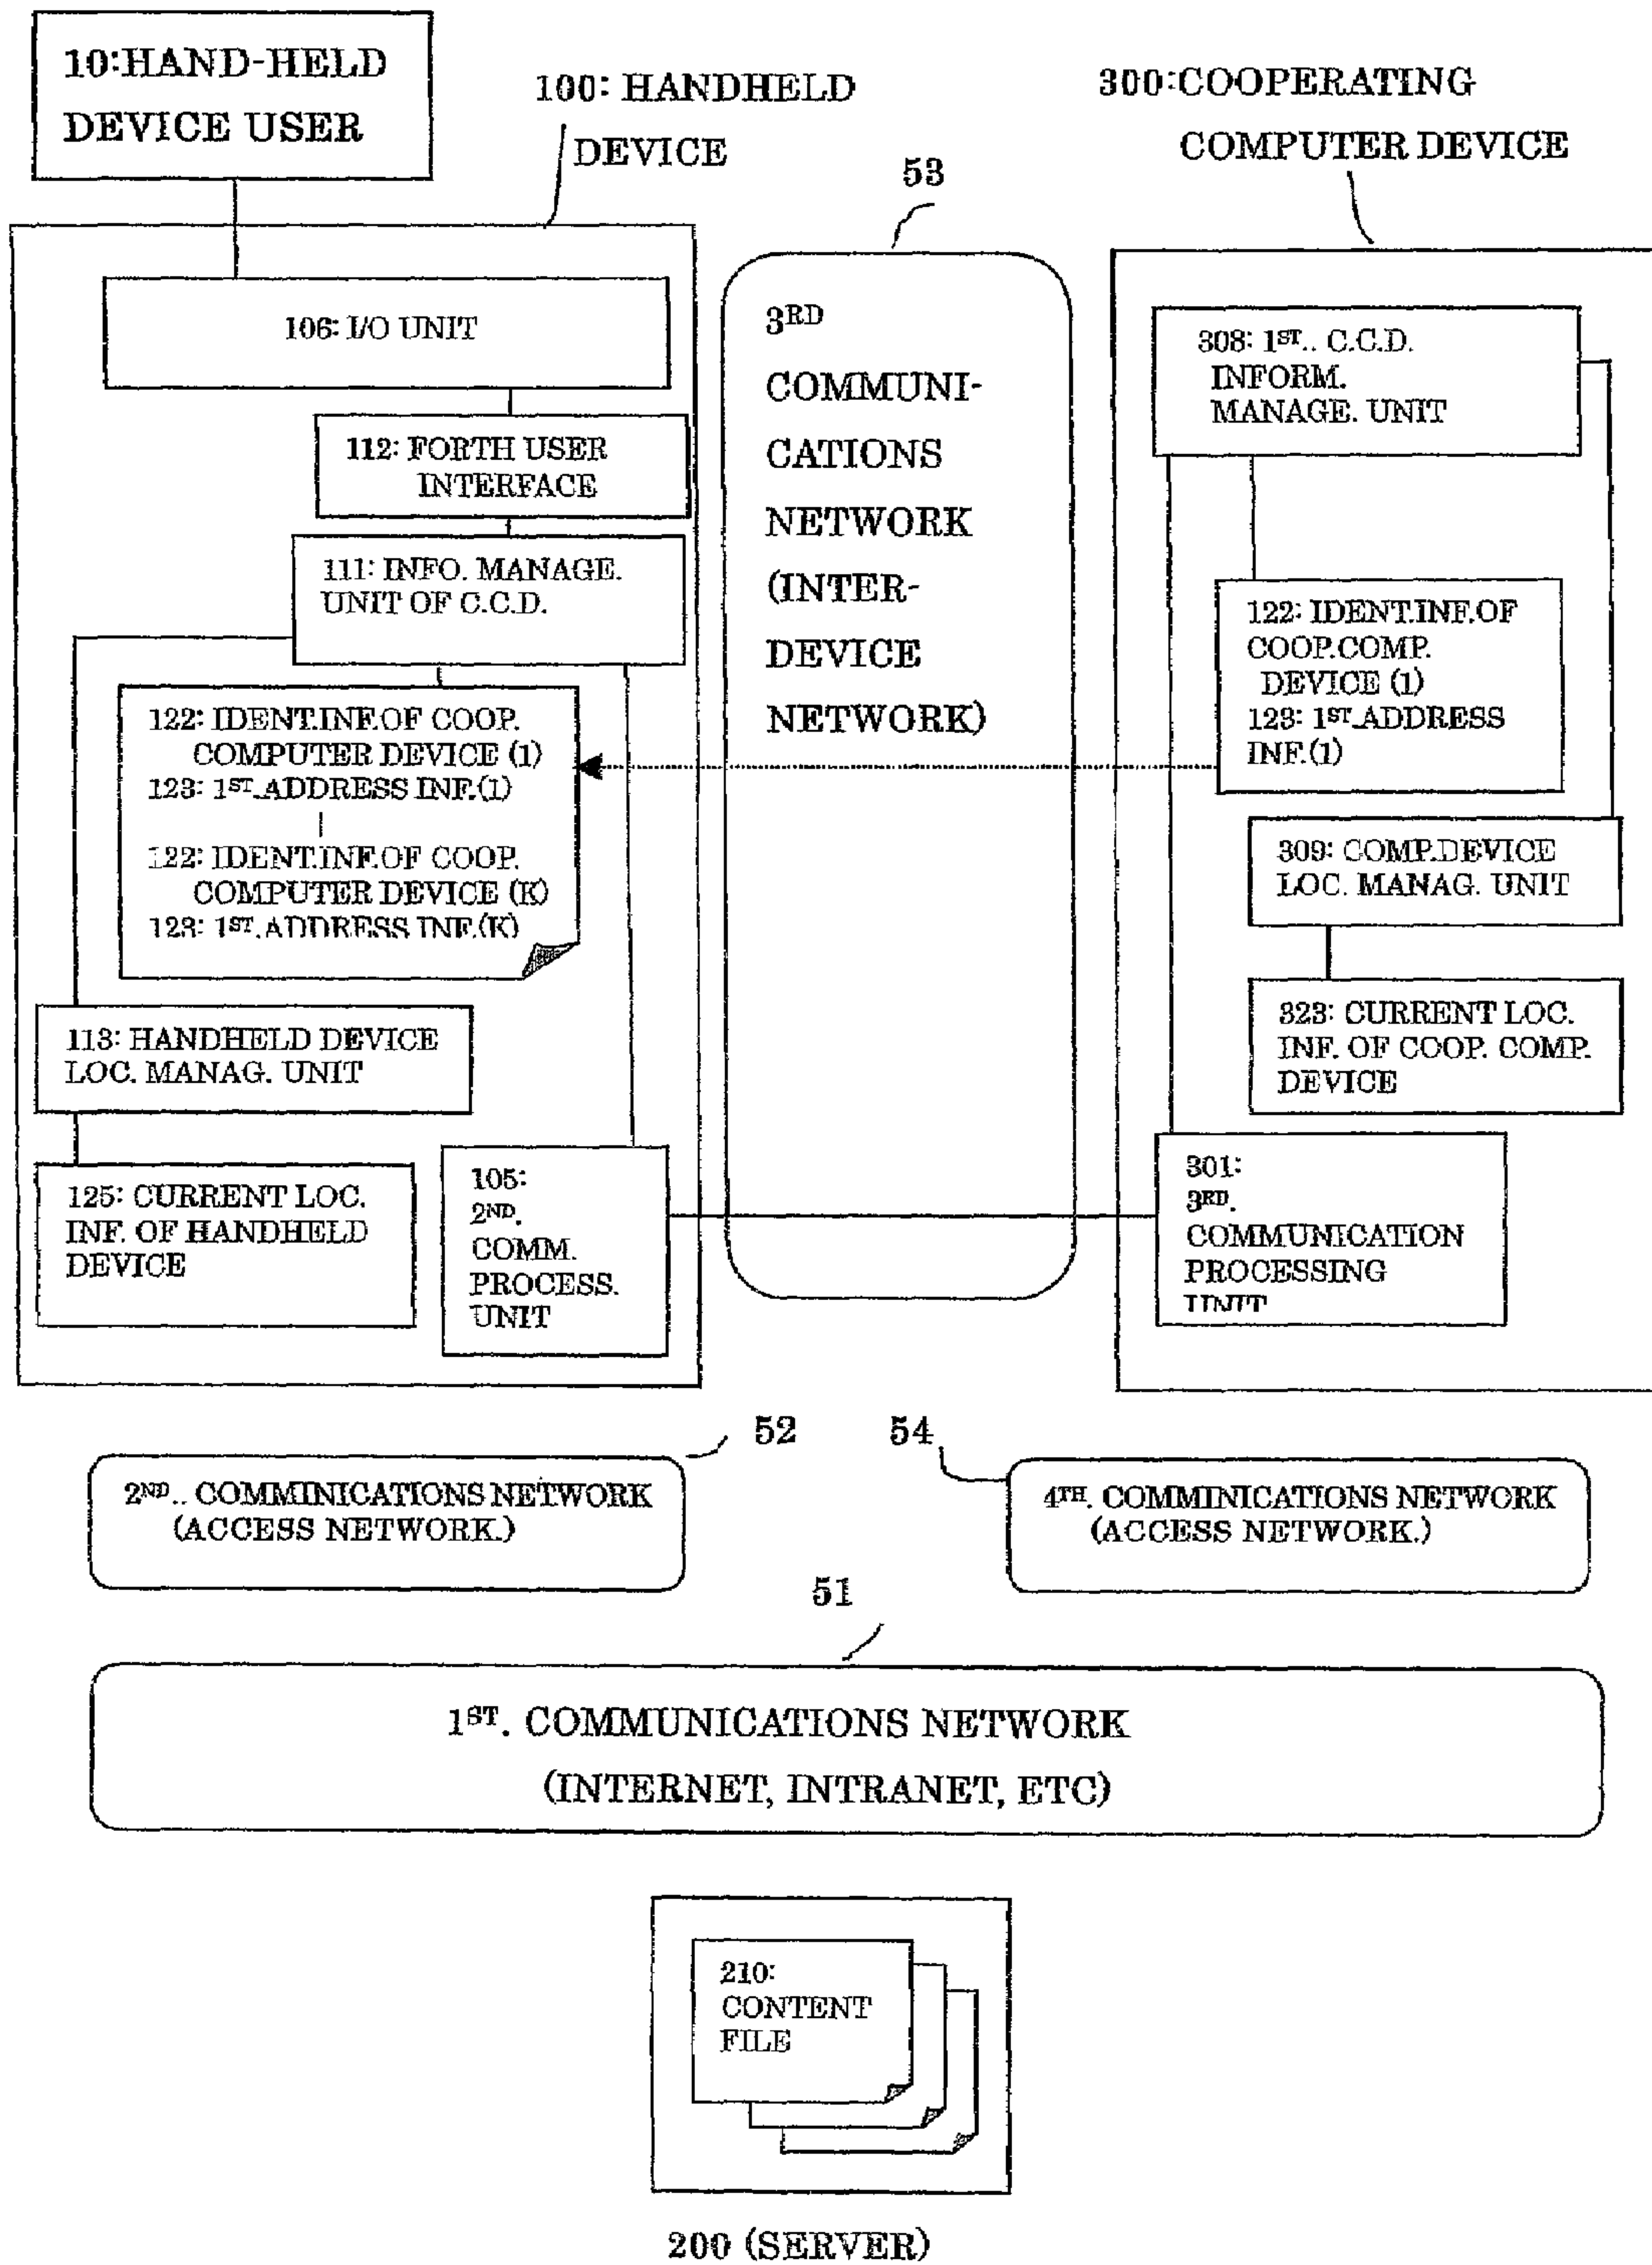 10:HAND-HELD
DEVICE USER
100: HANDHELD
DEVICE
300:COOPERATING
COMPUTER DEVICE
53
106: I/O UNIT
112: FORTH USER
INTERFACE
111: INFO. MANAGE.
UNIT OF C.C.D.
122: IDENT.INF.OF COOP.
COMPUTER DEVICE (1)
123: 1ST.ADDRESS INF.(1)
122: IDENT.INF.OF COOP.
COMPUTER DEVICE (K)
123: 1ST.ADDRESS INF.(K)
113: HANDHELD DEVICE
LOC. MANAG. UNIT
125: CURRENT LOC.
INF. OF HANDHELD
DEVICE
105:
2ND.
COMM.
PROCESS.
UNIT
3RD
COMMUNI-
CATIONS
NETWORK
(INTER-
DEVICE
NETWORK)
308: 1ST.. C.C.D.
INFORM.
MANAGE. UNIT
122: IDENT.INF.OF
COOP.COMP.
DEVICE (1)
123: 1ST.ADDRESS
INF.(1)
309: COMP.DEVICE
LOC. MANAG. UNIT
323: CURRENT LOC.
INF. OF COOP. COMP.
DEVICE
301:
3RD.
COMMUNICATION
PROCESSING
UNIT
52
54
2ND.. COMMINICATIONS NETWORK
(ACCESS NETWORK.)
4TH. COMMINICATIONS NETWORK
(ACCESS NETWORK.)
51
1ST. COMMUNICATIONS NETWORK
(INTERNET, INTRANET, ETC)
210:
CONTENT
FILE
200 (SERVER)